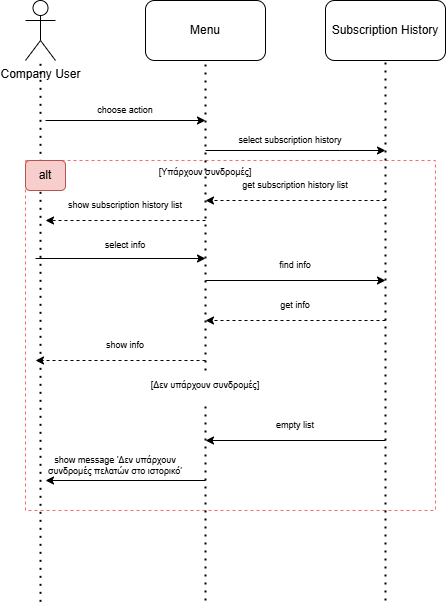 Menu
Subscription History
Company User
choose action
select subscription history
alt
[Υπάρχουν συνδρομές]
get subscription history list
show subscription history list
select info
find info
get info
show info
[Δεν υπάρχουν συνδρομές]
empty list
show message 'Δεν υπάρχουν
συνδρομές πελατών στο ιστορικό'